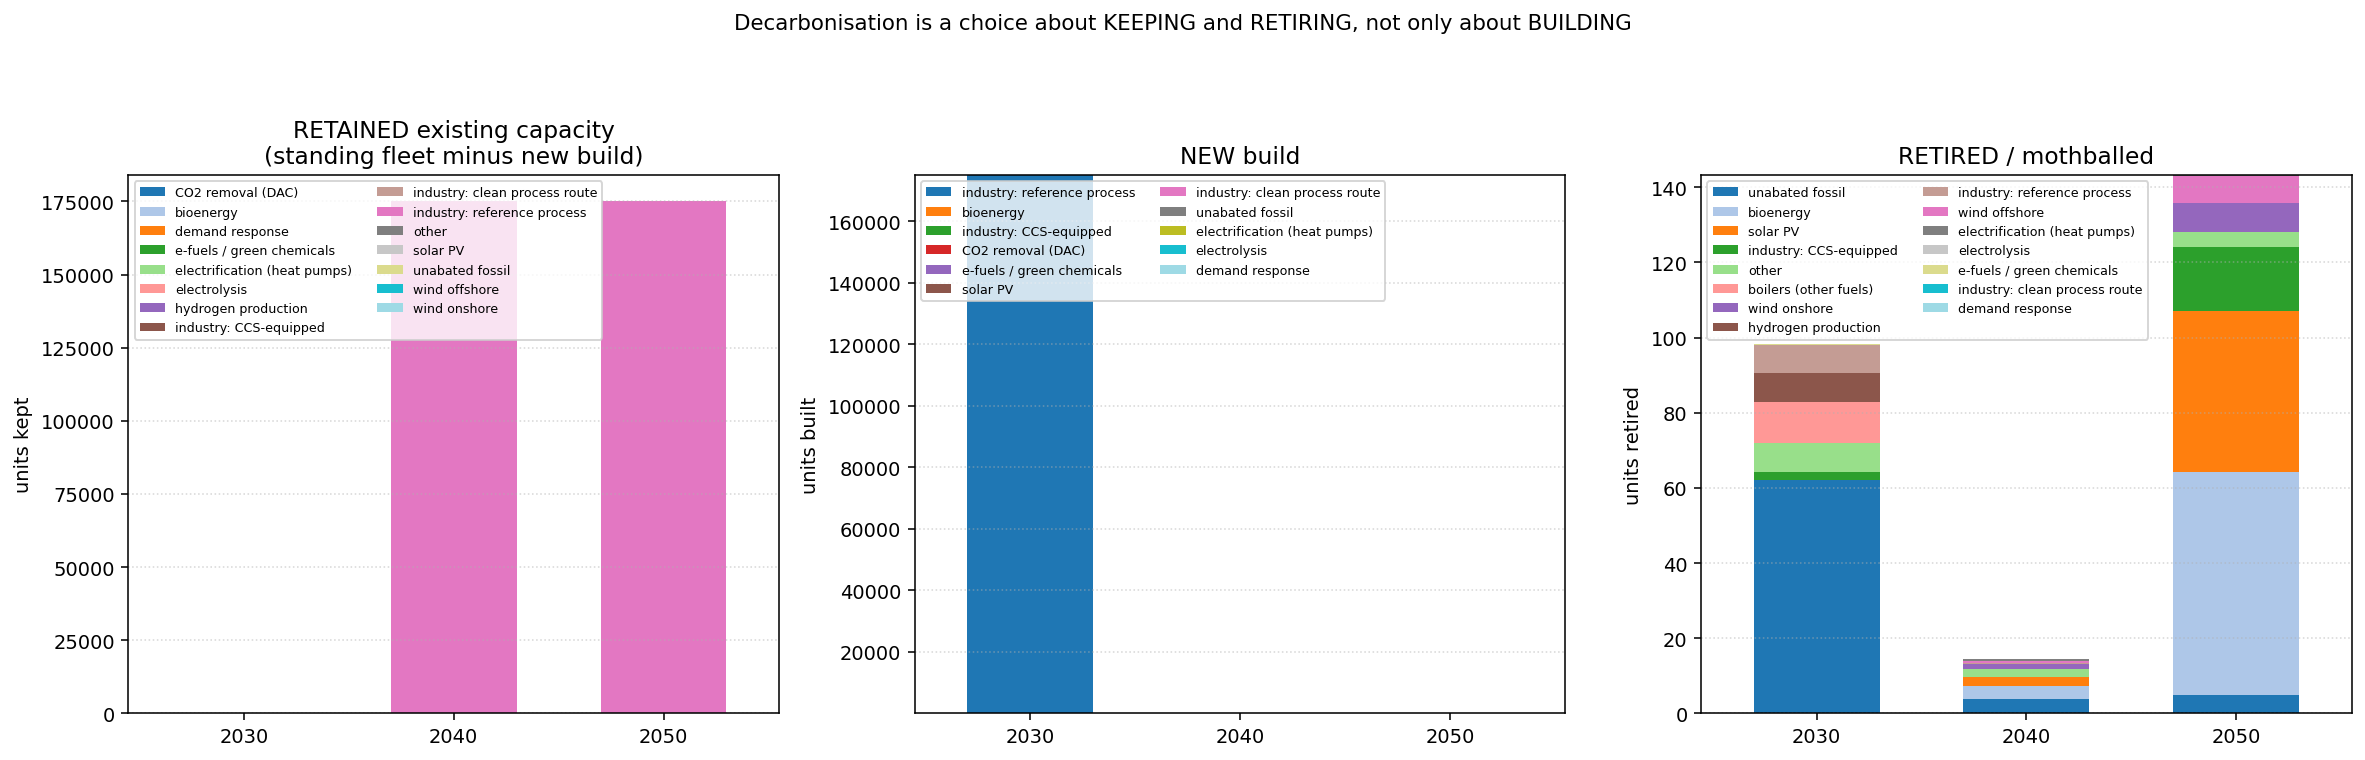 Decarbonisation is a choice about KEEPING and RETIRING, not only about BUILDING
RETAINED existing capacity
(standing fleet minus new build)
units kept
175000
150000
125000
100000
75000
50000
25000
0
2030
2040
2050
CO2 removal (DAC)
bioenergy
demand response
e-fuels / green chemicals
electrification (heat pumps)
electrolysis
hydrogen production
industry: CCS-equipped
industry: clean process route
industry: reference process
other
solar PV
unabated fossil
wind offshore
wind onshore
NEW build
units built
160000
140000
120000
100000
80000
60000
40000
20000
2030
2040
2050
industry: reference process
bioenergy
industry: CCS-equipped
CO2 removal (DAC)
e-fuels / green chemicals
solar PV
industry: clean process route
unabated fossil
electrification (heat pumps)
electrolysis
demand response
RETIRED / mothballed
units retired
140
120
100
80
60
40
20
0
2030
2040
2050
unabated fossil
bioenergy
solar PV
industry: CCS-equipped
other
boilers (other fuels)
wind onshore
hydrogen production
industry: reference process
wind offshore
electrification (heat pumps)
electrolysis
e-fuels / green chemicals
industry: clean process route
demand response